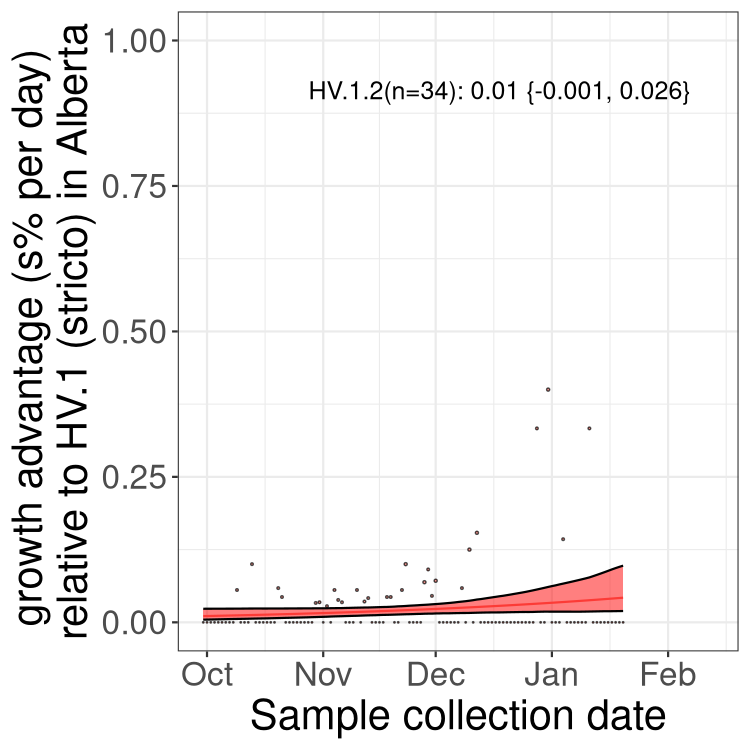 growth advantage (s% per day)
relative to HV.1 (stricto) in Alberta
1.00
0.75
0.50
0.25
0.00
HV.1.2(n=34): 0.01 {-0.001, 0.026}
Oct Nov Dec Jan Feb
Sample collection date